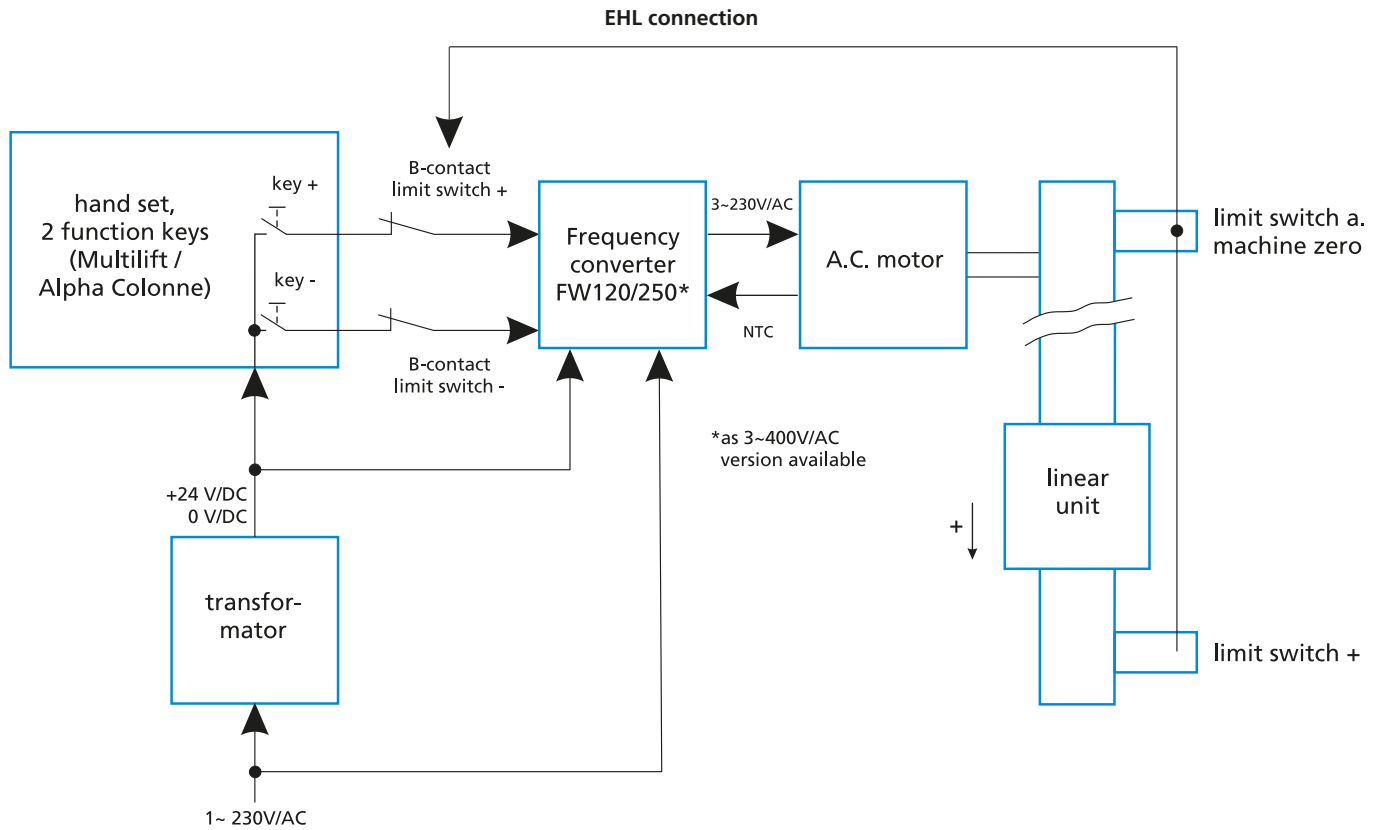 EHL connection
hand set,
2 function keys
(Multilift /
Alpha Colonne)
key +
key -
B-contact
limit switch +
B-contact
limit switch -
Frequency
converter
FW120/250*
3~230V/AC
NTC
A.C. motor
limit switch a.
machine zero
*as 3~400V/AC
version available
linear
unit
+
limit switch +
+24 V/DC
0 V/DC
transfor-
mator
1~ 230V/AC